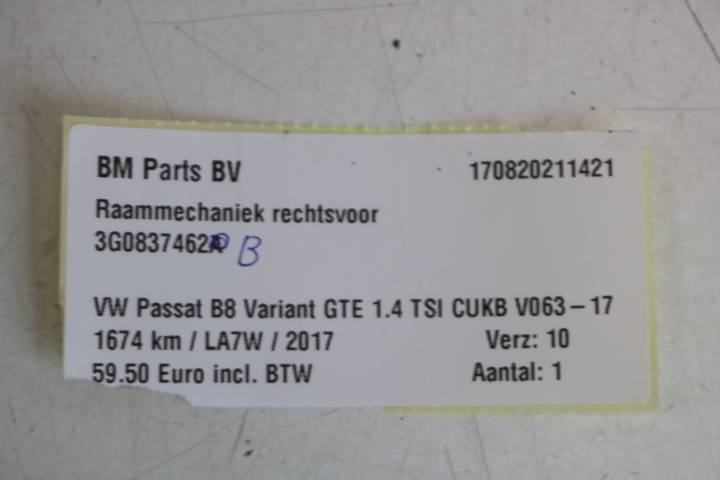 BM Parts BV 170820211421
Raammechaniek rechtsvoor
3G0837462A B
VW Passat B8 Variant GTE 1.4 TSI CUKB V063-17
1674 km / LA7W / 2017 Verz: 10
59.50 Euro incl. BTW Aantal: 1